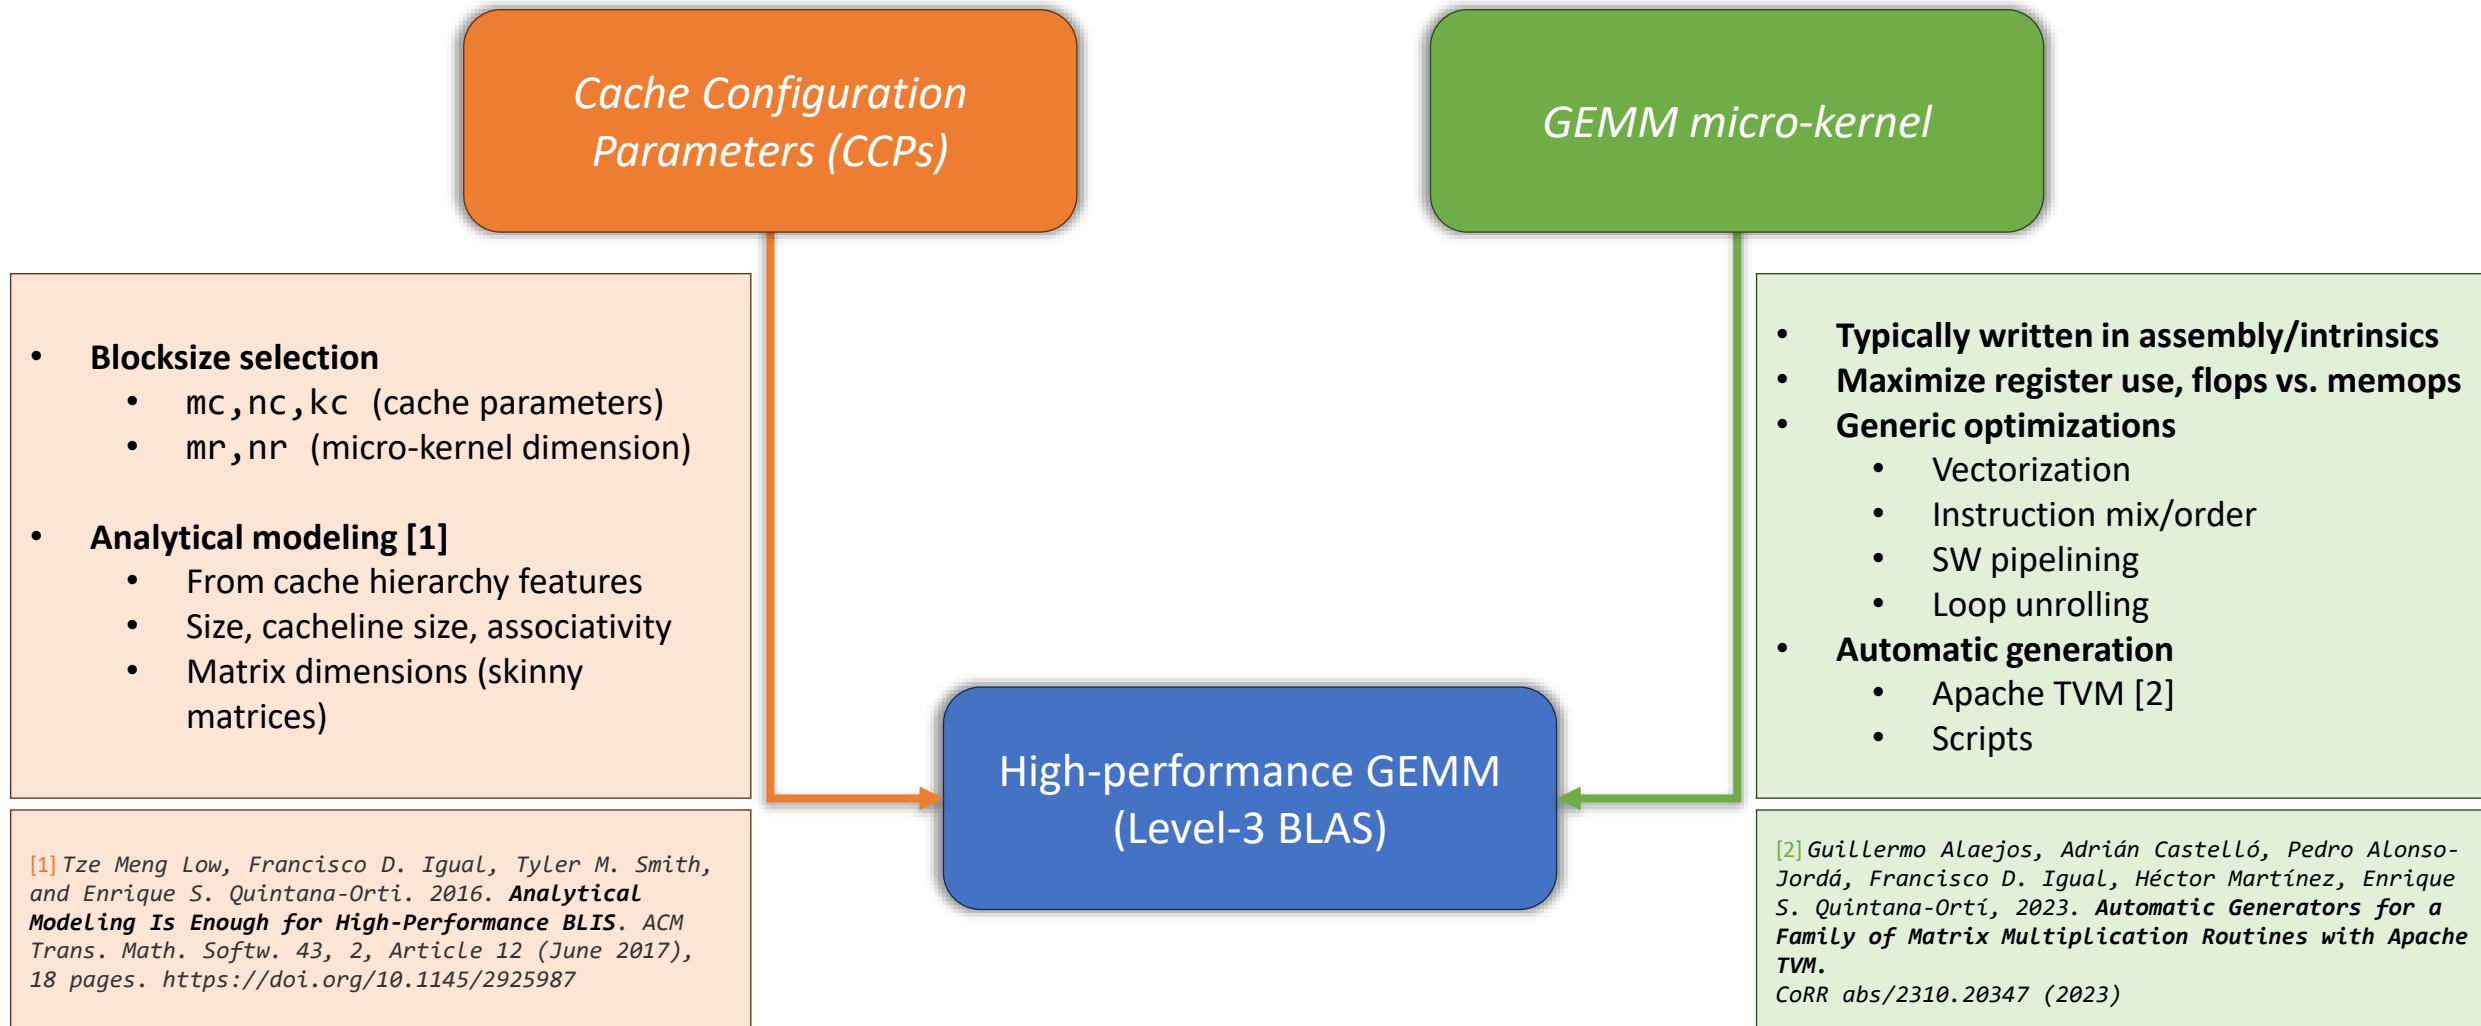 Cache Configuration
Parameters (CCPs)
GEMM micro-kernel
• Blocksize selection
• mc,nc,kc (cache parameters)
• mr,nr (micro-kernel dimension)
• Analytical modeling [1]
• From cache hierarchy features
• Size, cacheline size, associativity
• Matrix dimensions (skinny
matrices)
• Typically written in assembly/intrinsics
• Maximize register use, flops vs. memops
• Generic optimizations
• Vectorization
• Instruction mix/order
• SW pipelining
• Loop unrolling
• Automatic generation
• Apache TVM [2]
• Scripts
High-performance GEMM
(Level-3 BLAS)
[1] Tze Meng Low, Francisco D. Igual, Tyler M. Smith,
and Enrique S. Quintana-Orti. 2016. Analytical
Modeling Is Enough for High-Performance BLIS. ACM
Trans. Math. Softw. 43, 2, Article 12 (June 2017),
18 pages. https://doi.org/10.1145/2925987
[2] Guillermo Alaejos, Adrián Castelló, Pedro Alonso-
Jordá, Francisco D. Igual, Héctor Martínez, Enrique
S. Quintana-Ortí, 2023. Automatic Generators for a
Family of Matrix Multiplication Routines with Apache
TVM.
CoRR abs/2310.20347 (2023)